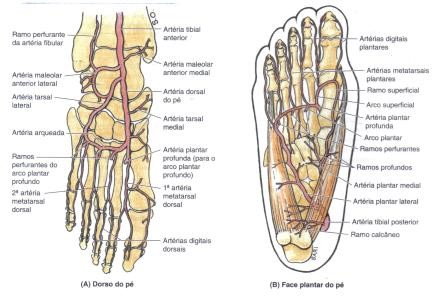 Ramo perfurante
da artéria fibular
Artéria maleolar
anterior lateral
Artéria tarsal
lateral
Artéria arqueada
Ramos
perfurantes do
arco plantar
profundo
2ª artéria
metatarsal
dorsal
Artéria tibial
anterior
Artéria maleolar
anterior medial
Artéria dorsal
do pé
Artéria tarsal
medial
Artéria plantar
profunda (para o
arco plantar
profundo)
1ª artéria
metatarsal
dorsal
Artérias digitais
dorsais
(A) Dorso do pé
Artérias digitais
plantares
Artérias metatarsais
plantares
Ramo superficial
Arco superficial
Artéria plantar
profunda
Arco plantar
Ramos perfurantes
Ramos profundos
Artéria plantar medial
Artéria plantar lateral
Artéria tibial posterior
Ramo calcâneo
(B) Face plantar do pé